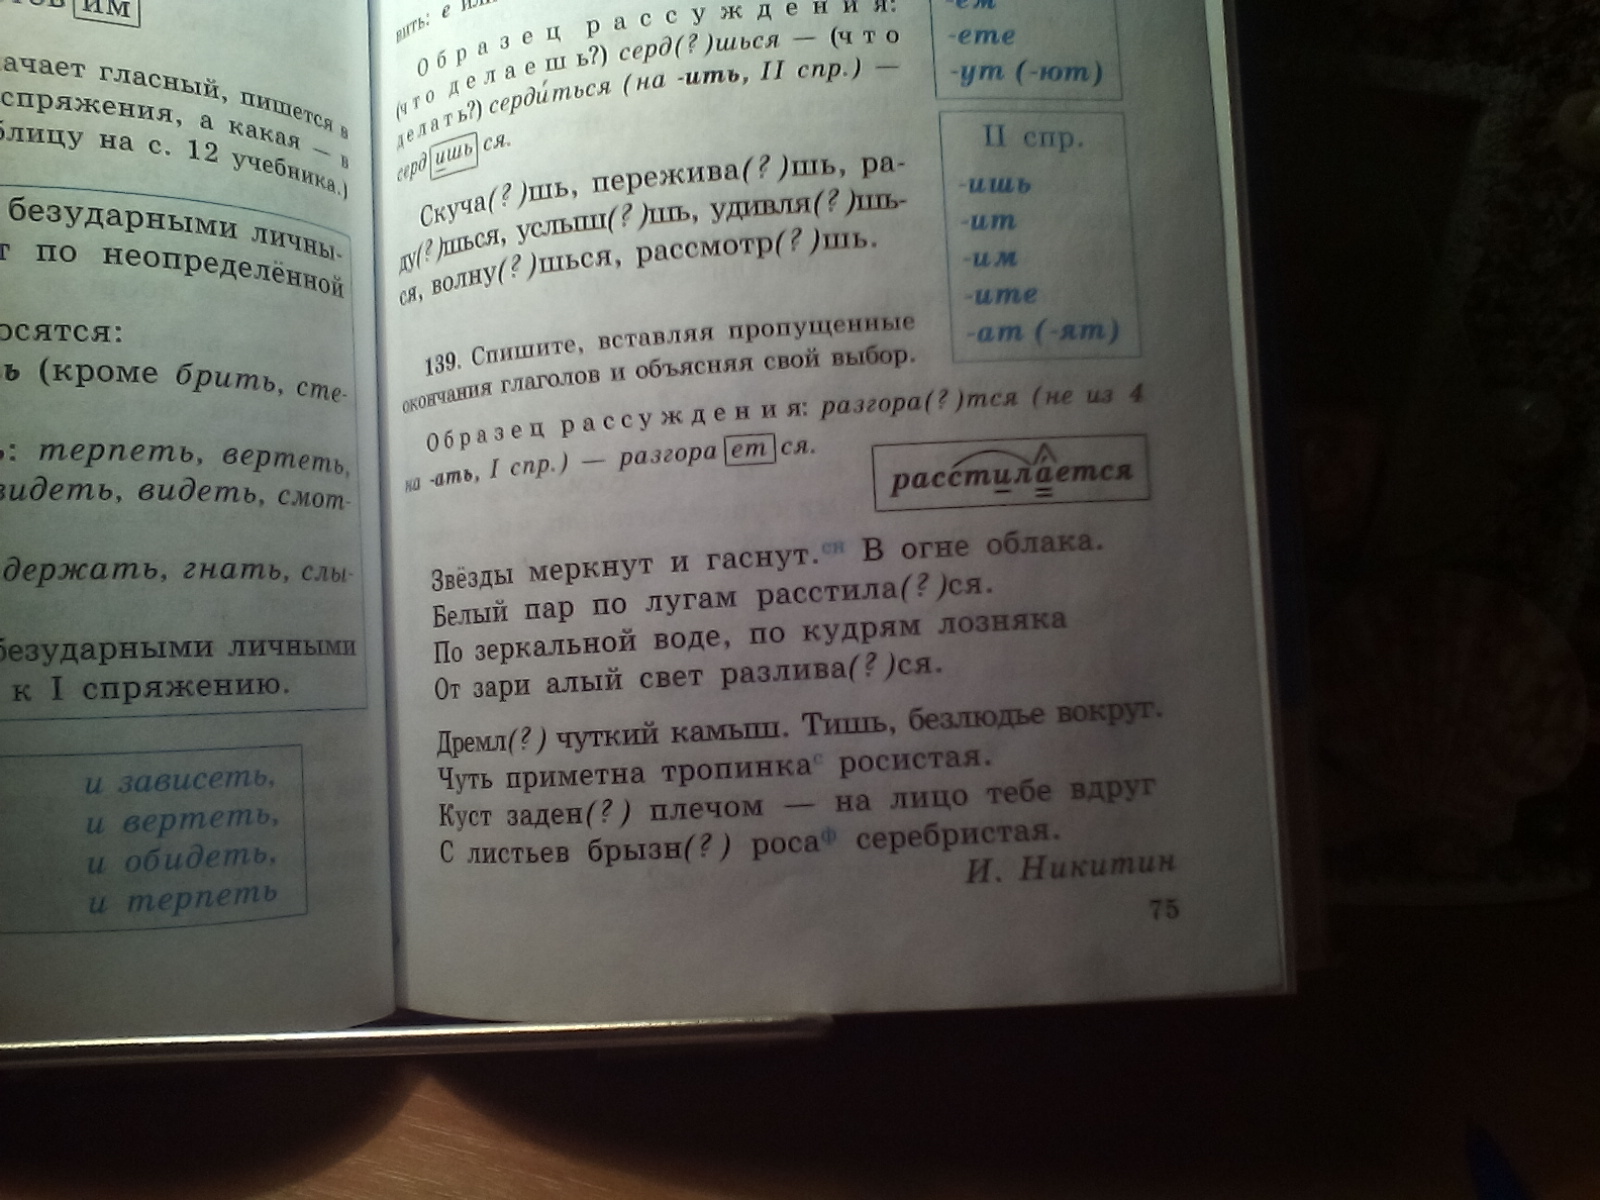 им
ачает гласный, пишется в
спряжения, а какая — в
блицу на с. 12 учебника.)
безударными личны-
т по неопределённой
осятся:
ь (кроме брить, сте-
ь: терпеть, вертеть,
видеть, видеть, смот-
держать, гнать, слы-
безударными личными
к I спряжению.
и зависеть,
и вертеть,
и обидеть,
и терпеть
вить: е или
Образец рассуждения:
(что делаешь?) серд(?)шься — (что
делать?) сердиться (на -ить, II спр.) —
сердишься.
Скуча(?)шь, пережива(?)шь, ра-
ду(?)шься, услыш(?)шь, удивля(?)шь-
ся, волну(?)шься, рассмотр(?)шь.
-ем
-ете
-ут (-ют)
II спр.
-ишь
-ит
-им
-ите
-ат (-ят)
139. Спишите, вставляя пропущенные
окончания глаголов и объясняя свой выбор.
Образец рассуждения: разгора(?)тся (не из 4
на -ать, I спр.) — разгорается.
расстилается
Звёзды меркнут и гаснут.сн В огне облака.
Белый пар по лугам расстила(?)ся.
По зеркальной воде, по кудрям лозняка
От зари алый свет разлива(?)ся.
Дремл(?) чуткий камыш. Тишь, безлюдье вокруг.
Чуть приметна тропинкас росистая.
Куст заден(?) плечом — на лицо тебе вдруг
С листьев брызн(?) росаф серебристая.
И. Никитин
75